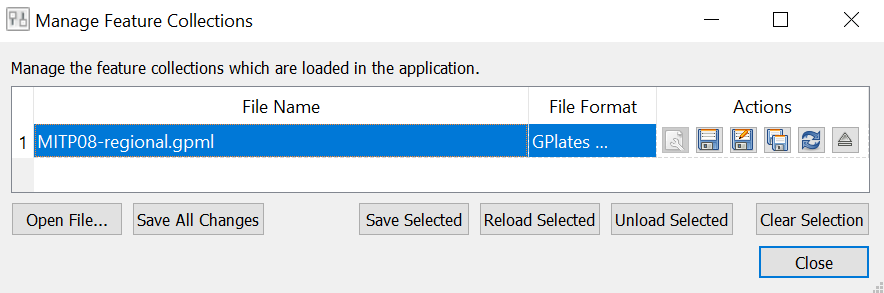 Manage Feature Collections
Manage the feature collections which are loaded in the application.
File Name File Format Actions
1 MITP08-regional.gpml GPlates ...
Open File... Save All Changes Save Selected Reload Selected Unload Selected Clear Selection
Close